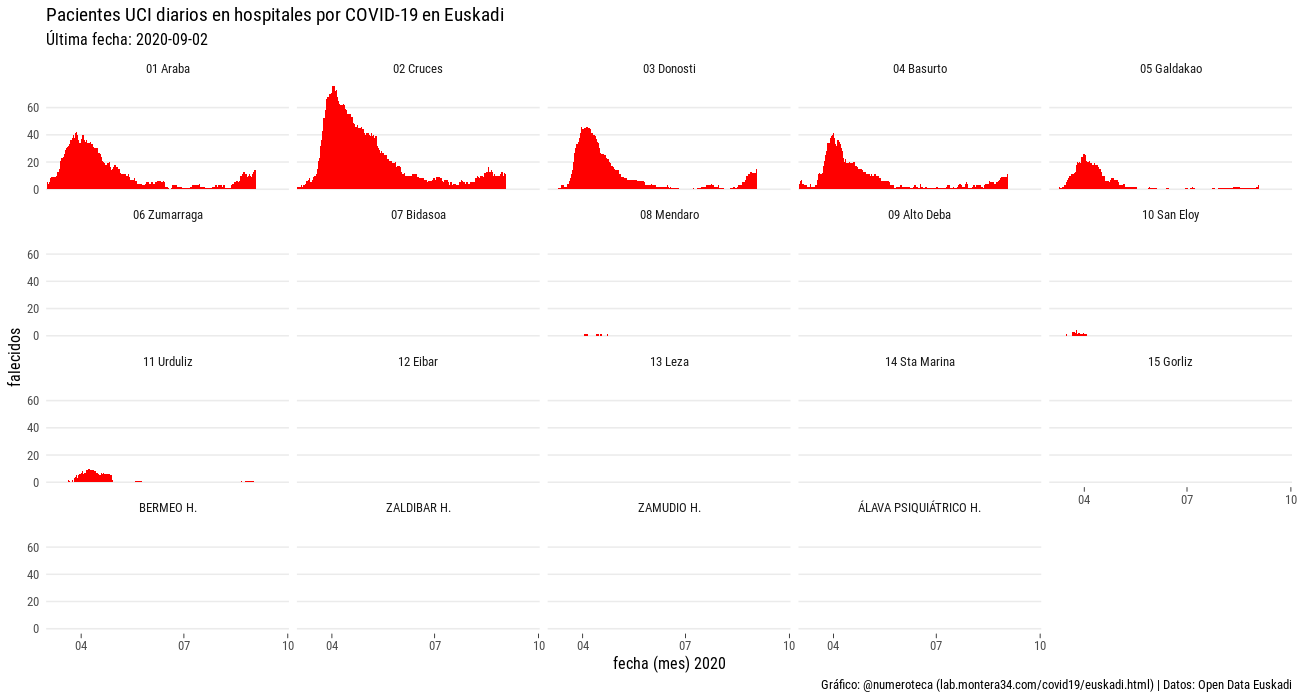 Pacientes UCI diarios en hospitales por COVID-19 en Euskadi
Última fecha: 2020-09-02
01 Araba 02 Cruces 03 Donosti 04 Basurto 05 Galdakao
60
40
20
0
06 Zumarraga 07 Bidasoa 08 Mendaro 09 Alto Deba 10 San Eloy
60
40
20
0
falecidos
11 Urduliz 12 Eibar 13 Leza 14 Sta Marina 15 Gorliz
60
40
20
0
04 07 10
BERMEO H. ZALDIBAR H. ZAMUDIO H. ÁLAVA PSIQUIÁTRICO H.
60
40
20
0
04 07 10 04 07 10 04 07 10 04 07 10
fecha (mes) 2020
Gráfico: @numeroteca (lab.montera34.com/covid19/euskadi.html) | Datos: Open Data Euskadi